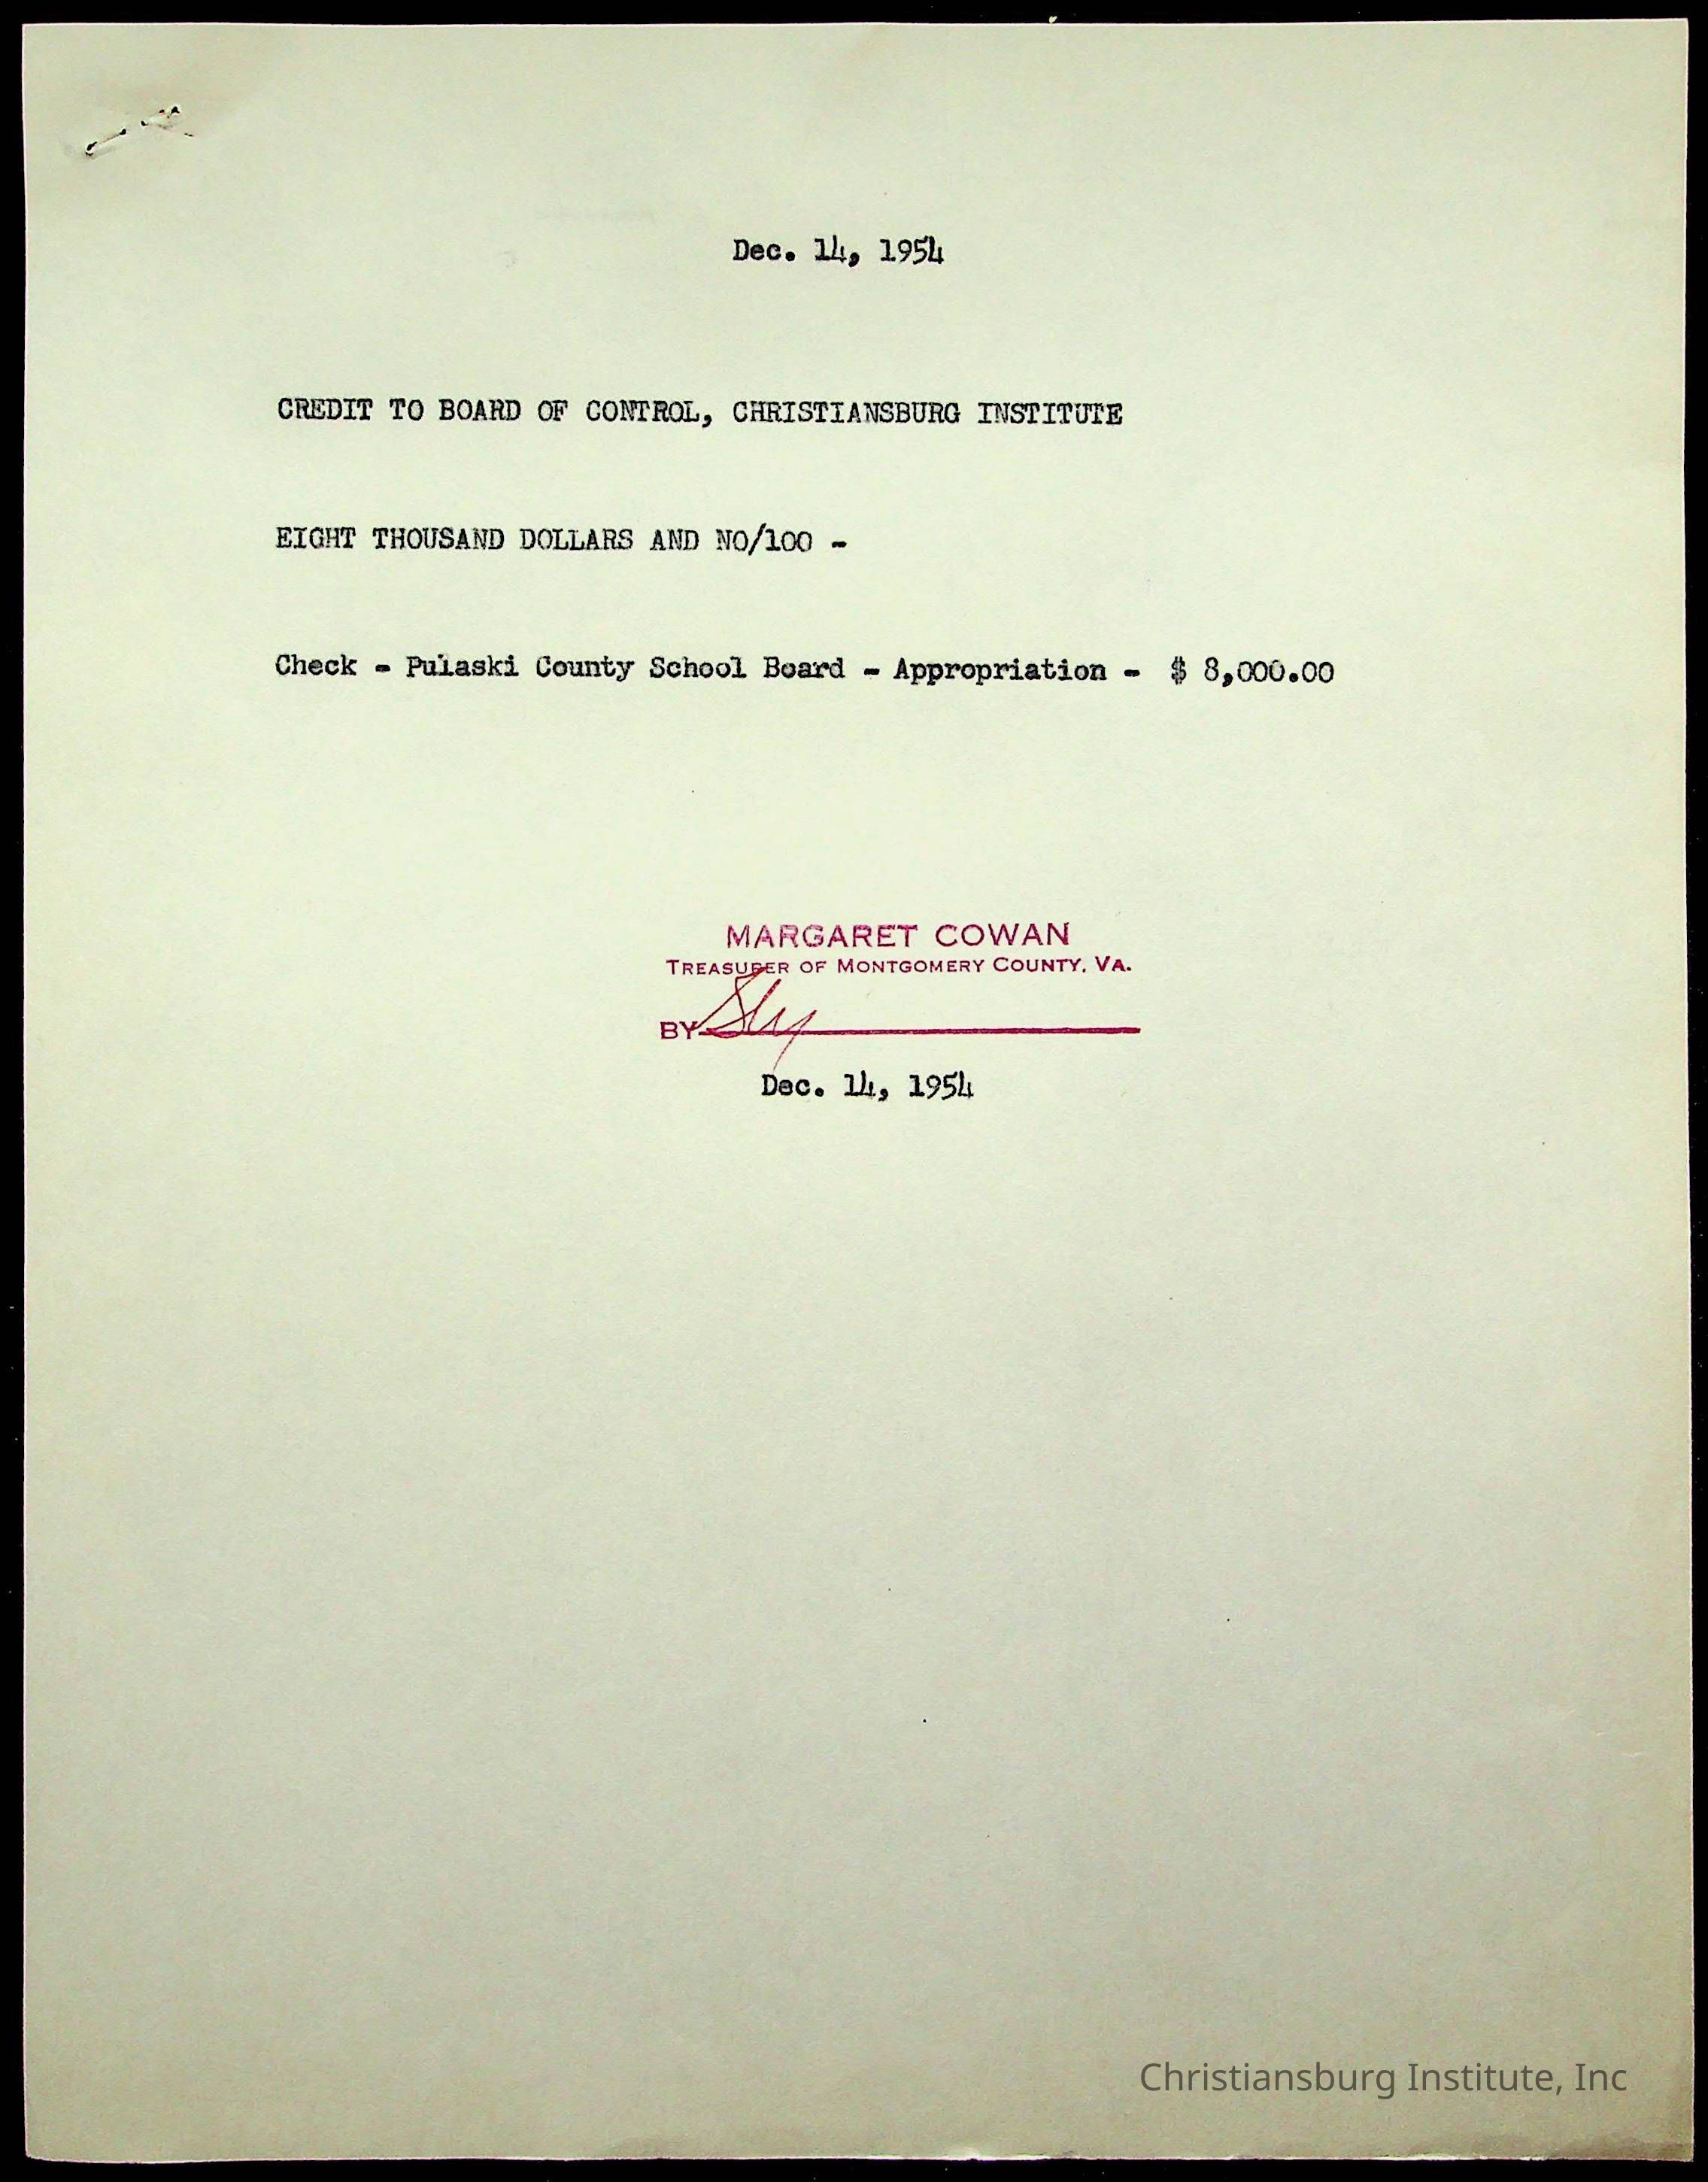 Dec. 14, 1954
CREDIT TO BOARD OF CONTROL, CHRISTIANSBURG INSTITUTE
EIGHT THOUSAND DOLLARS AND NO/100 -
Check - Pulaski County School Board - Appropriation - $ 8,000.00
MARGARET COWAN
TREASURER OF MONTGOMERY COUNTY, VA.
BY
Dec. 14, 1954
Christiansburg Institute, Inc